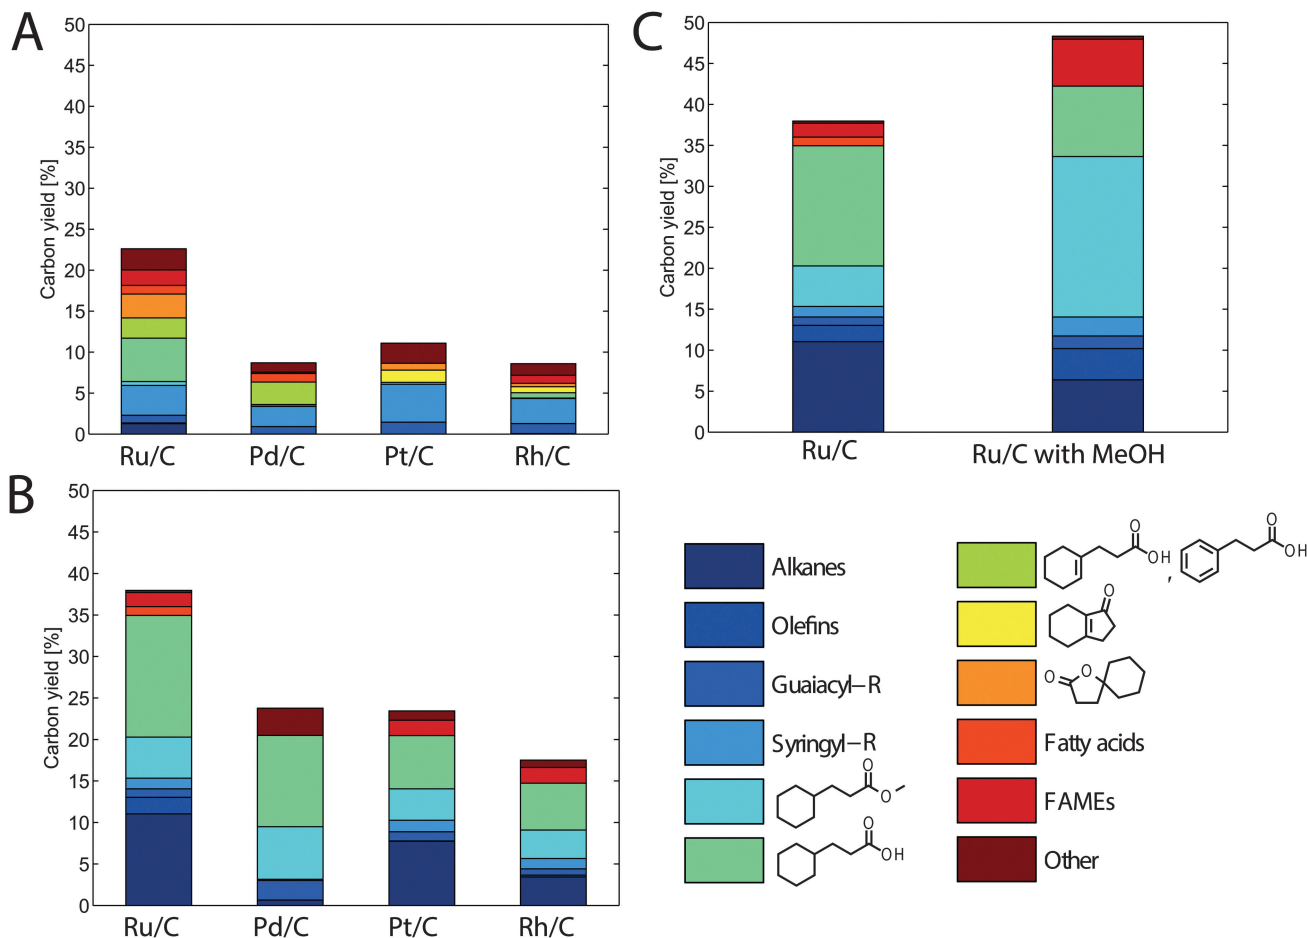 A
50
45
40
35
30
25
20
15
10
5
0
Carbon yield [%]
Ru/C Pd/C Pt/C Rh/C
B
50
45
40
35
30
25
20
15
10
5
0
Carbon yield [%]
Ru/C Pd/C Pt/C Rh/C
C
50
45
40
35
30
25
20
15
10
5
0
Carbon yield [%]
Ru/C Ru/C with MeOH
Alkanes
Olefins
Guaiacyl–R
Syringyl–R
O
O
O
OH
O
OH
,
O
OH
O
O
O
Fatty acids
FAMEs
Other